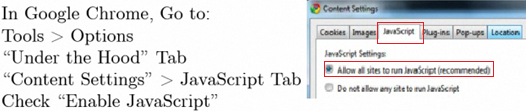 In Google Chrome, Go to:
Tools > Options
“Under the Hood” Tab
“Content Settings” > JavaScript Tab
Check “Enable JavaScript”
Content Settings
Cookies Images JavaScript Plug-ins Pop-ups Location
JavaScript Settings:
Allow all sites to run JavaScript (recommended)
Do not allow any site to run JavaScript